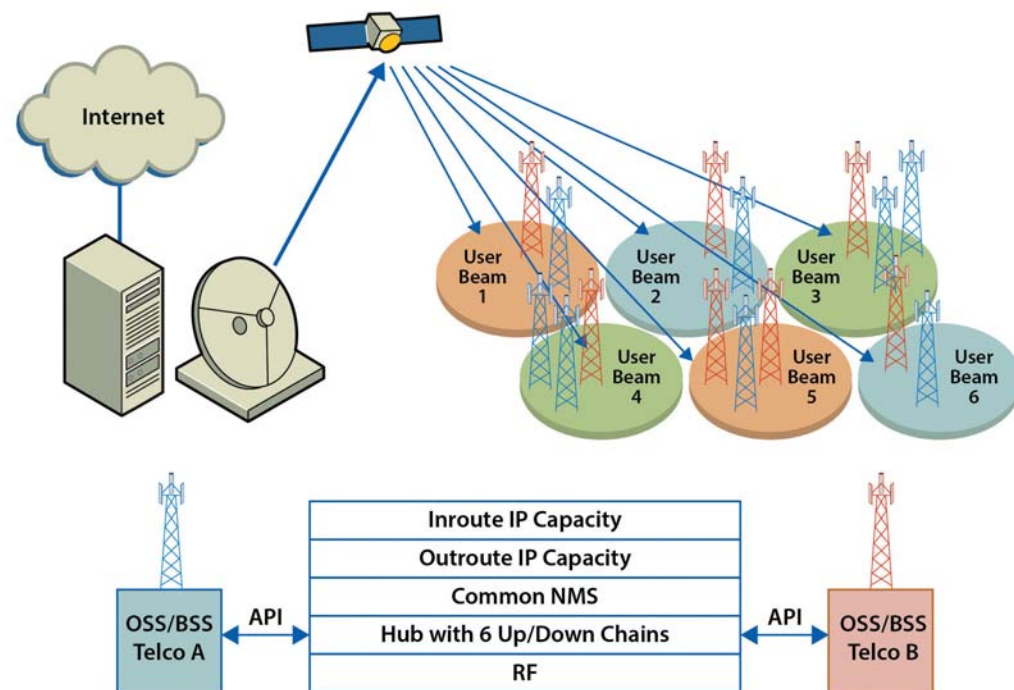 Internet
User
Beam
1
User
Beam
2
User
Beam
3
User
Beam
4
User
Beam
5
User
Beam
6
Inroute IP Capacity
Outroute IP Capacity
Common NMS
Hub with 6 Up/Down Chains
RF
OSS/BSS
Telco A
API
API
OSS/BSS
Telco B